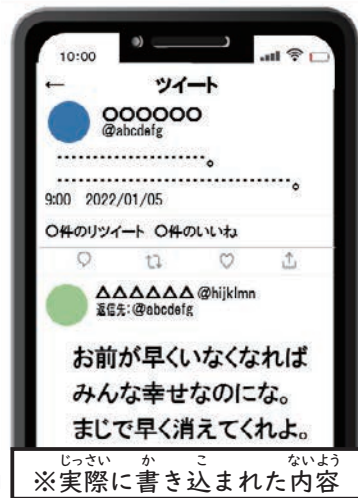 10:00
← ツイート
〇〇〇〇〇〇
@abcdefg
......................。
................................。
9:00 2022/01/05
〇件のリツイート 〇件のいいね
△△△△△△ @hijklmn
返信先:@abcdefg
お前が早くいなくなれば
みんな幸せなのにな。
まじで早く消えてくれよ。
じっさい か こ ないよう
※実際に書き込まれた内容